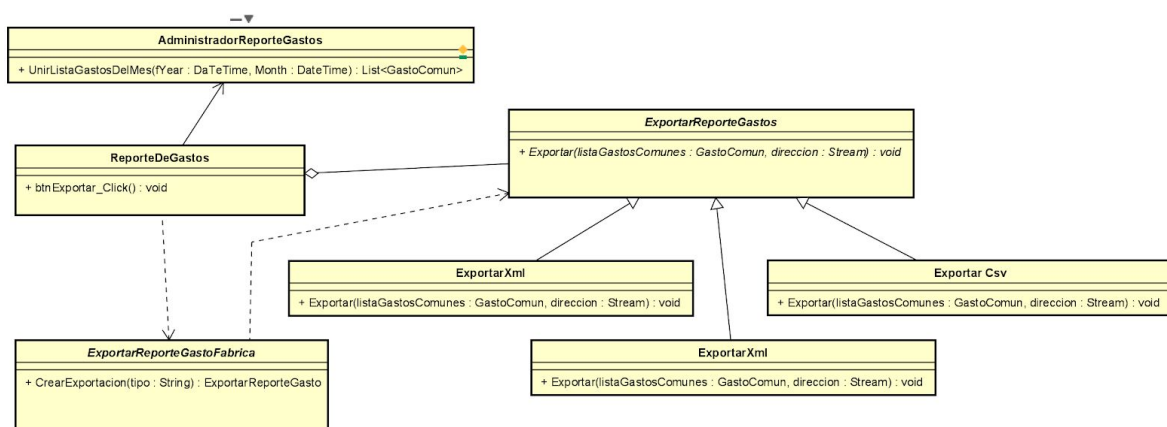 AdministradorReporteGastos
+ UnirListaGastosDelMes(fYear : DaTeTime, Month : DateTime) : List<GastoComun>
ExportarReporteGastos
+ Exportar(listaGastosComunes : GastoComun, direccion : Stream) : void
ReporteDeGastos
+ btnExportar_Click() : void
ExportarXml
+ Exportar(listaGastosComunes : GastoComun, direccion : Stream) : void
Exportar Csv
+ Exportar(listaGastosComunes : GastoComun, direccion : Stream) : void
ExportarReporteGastoFabrica
+ CrearExportacion(tipo : String) : ExportarReporteGasto
ExportarXml
+ Exportar(listaGastosComunes : GastoComun, direccion : Stream) : void